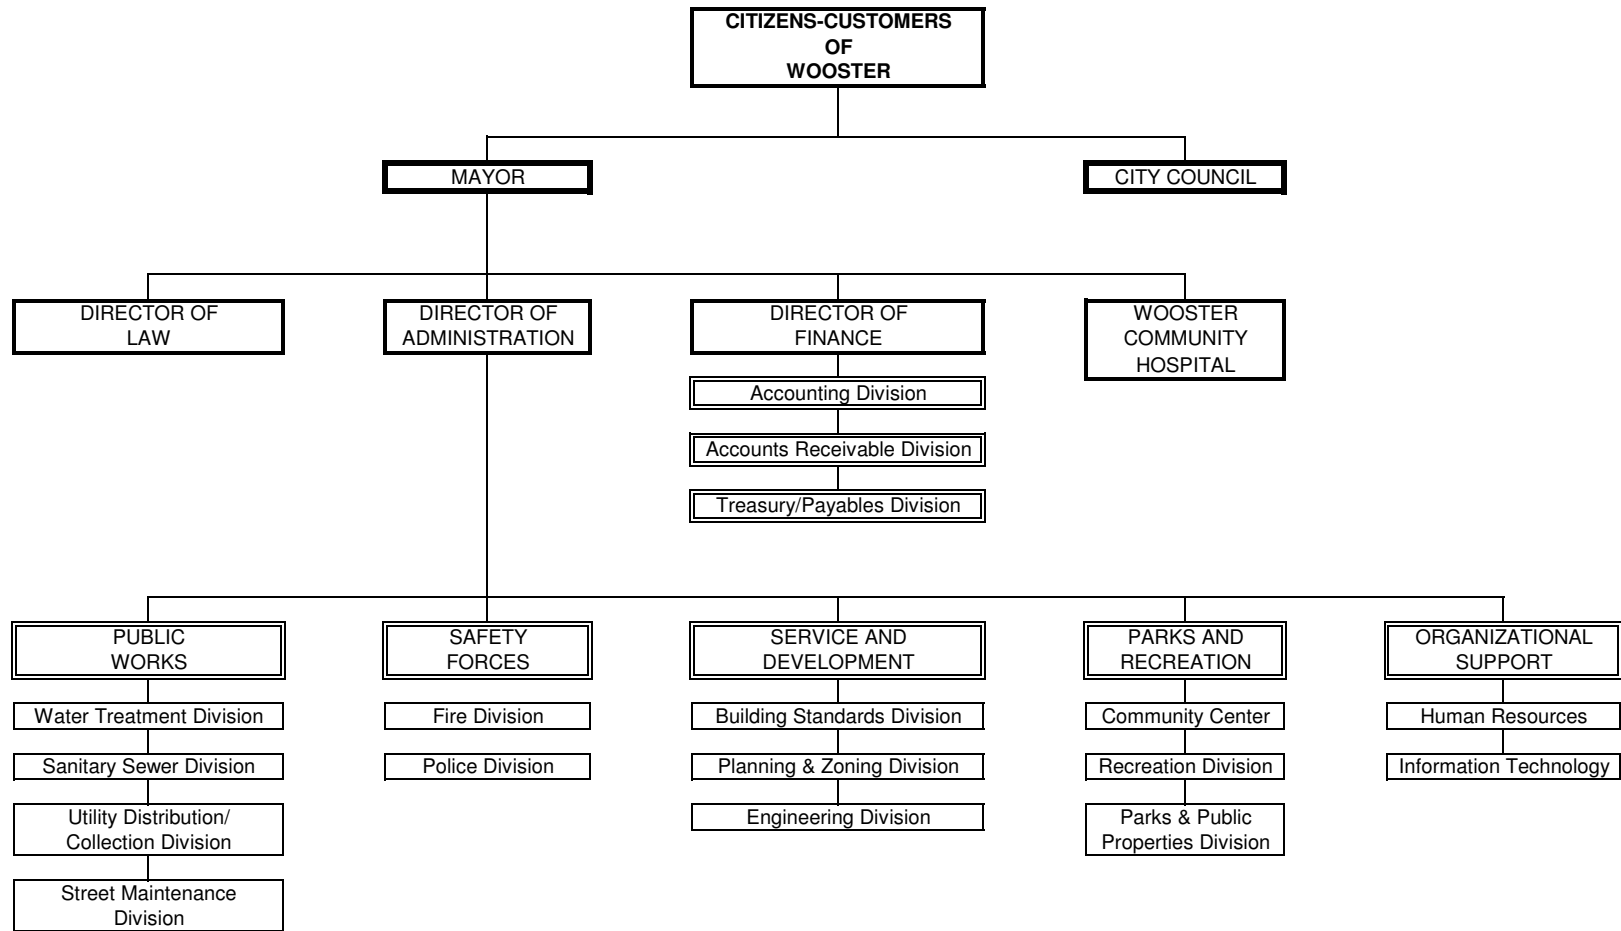 CITIZENS-CUSTOMERS
OF
WOOSTER
MAYOR
CITY COUNCIL
DIRECTOR OF
LAW
DIRECTOR OF
ADMINISTRATION
DIRECTOR OF
FINANCE
WOOSTER
COMMUNITY
HOSPITAL
Accounting Division
Accounts Receivable Division
Treasury/Payables Division
PUBLIC
WORKS
SAFETY
FORCES
SERVICE AND
DEVELOPMENT
PARKS AND
RECREATION
ORGANIZATIONAL
SUPPORT
Water Treatment Division
Fire Division
Building Standards Division
Community Center
Human Resources
Sanitary Sewer Division
Police Division
Planning & Zoning Division
Recreation Division
Information Technology
Utility Distribution/
Collection Division
Engineering Division
Parks & Public
Properties Division
Street Maintenance
Division